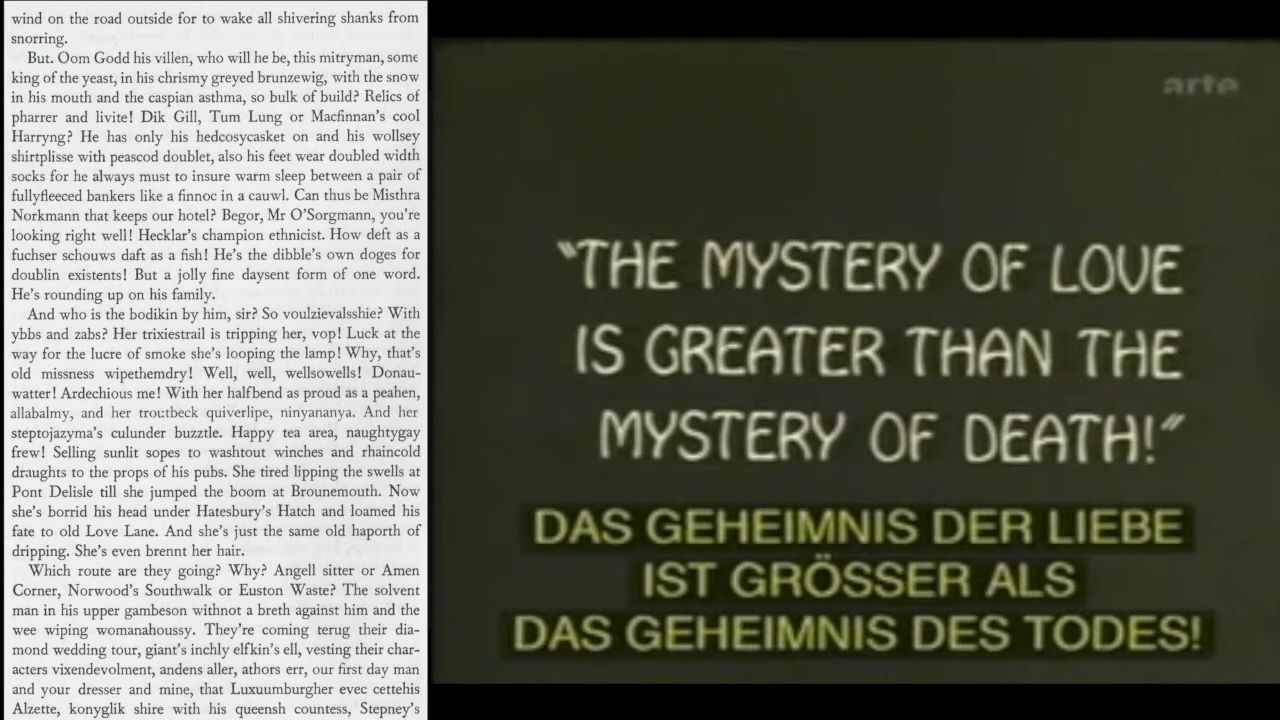 wind on the road outside for to wake all shivering shanks from
snorring.
But. Oom Godd his villen, who will he be, this mitryman, some
king of the yeast, in his chrismy greyed brunzewig, with the snow
in his mouth and the caspian asthma, so bulk of build? Relics of
pharrer and livite! Dik Gill, Tum Lung or Macfinnan's cool
Harryng? He has only his hedcosycasket on and his wollsey
shirtplisse with peascod doublet, also his feet wear doubled width
socks for he always must to insure warm sleep between a pair of
fullyfleeced bankers like a finnoc in a cauwl. Can thus be Misthra
Norkmann that keeps our hotel? Begor, Mr O'Sorgmann, you're
looking right well! Hecklar's champion ethnicist. How deft as a
fuchser schouws daft as a fish! He's the dibble's own doges for
doublin existents! But a jolly fine daysent form of one word.
He's rounding up on his family.
And who is the bodikin by him, sir? So voulzievalsshie? With
ybbs and zabs? Her trixiestrail is tripping her, vop! Luck at the
way for the lucre of smoke she's looping the lamp! Why, that's
old missness wipethemdry! Well, well, wellsowells! Donau-
watter! Ardechious me! With her halfbend as proud as a peahen,
allabalmy, and her troutbeck quiverlipe, ninyananya. And her
steptojazyma's culunder buzztle. Happy tea area, naughtygay
frew! Selling sunlit sopes to washtout winches and rhaincold
draughts to the props of his pubs. She tired lipping the swells at
Pont Delisle till she jumped the boom at Brounemouth. Now
she's borrid his head under Hatesbury's Hatch and loamed his
fate to old Love Lane. And she's just the same old haporth of
dripping. She's even brennt her hair.
Which route are they going? Why? Angell sitter or Amen
Corner, Norwood's Southwalk or Euston Waste? The solvent
man in his upper gambeson withnot a breth against him and the
wee wiping womanahoussy. They're coming terug their dia-
mond wedding tour, giant's inchly elfkin's ell, vesting their char-
acters vixendevolment, andens aller, athors err, our first day man
and your dresser and mine, that Luxuumburgher evec cettehis
Alzette, konyglik shire with his queensh countess, Stepney's
arte
"THE MYSTERY OF LOVE
IS GREATER THAN THE
MYSTERY OF DEATH!"
DAS GEHEIMNIS DER LIEBE
IST GRÖSSER ALS
DAS GEHEIMNIS DES TODES!